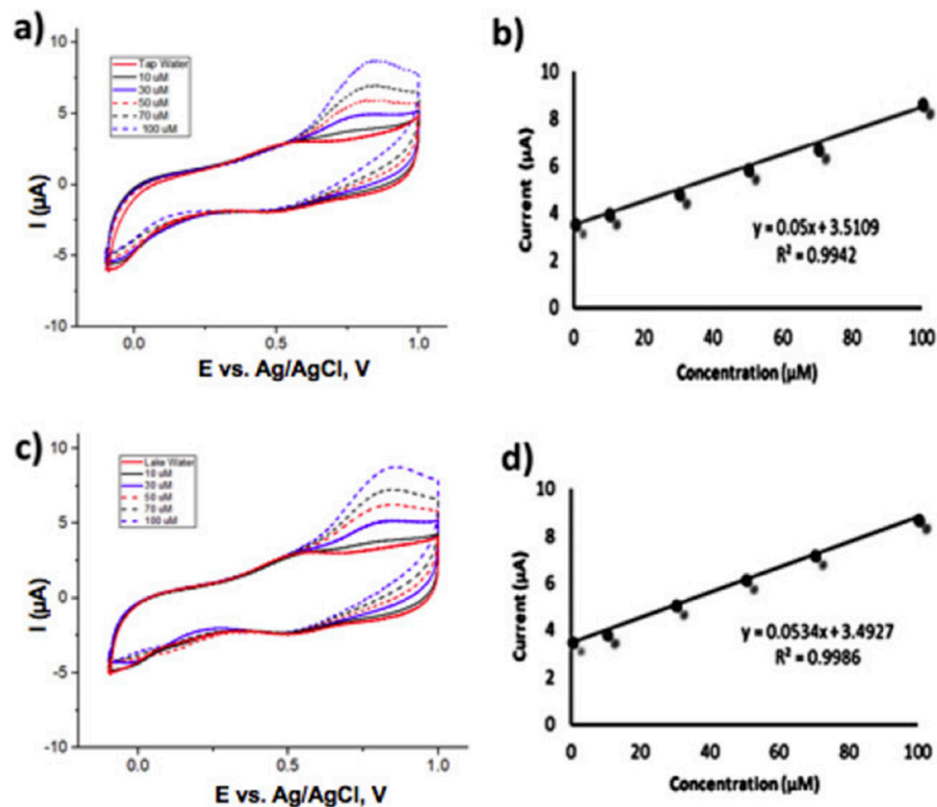 a)
Tap Water
10 uM
30 uM
50 uM
70 uM
100 uM
10
5
0
-5
-10
I (µA)
0.0 0.5 1.0
E vs. Ag/AgCl, V
b)
10
8
6
4
2
0
Current (µA)
y = 0.05x + 3.5109
R² = 0.9942
0 20 40 60 80 100
Concentration (µM)
c)
Lake Water
10 uM
30 uM
50 uM
70 uM
100 uM
10
5
0
-5
-10
I (µA)
0.0 0.5 1.0
E vs. Ag/AgCl, V
d)
10
8
6
4
2
0
Current (µA)
y = 0.0534x + 3.4927
R² = 0.9986
0 20 40 60 80 100
Concentration (µM)